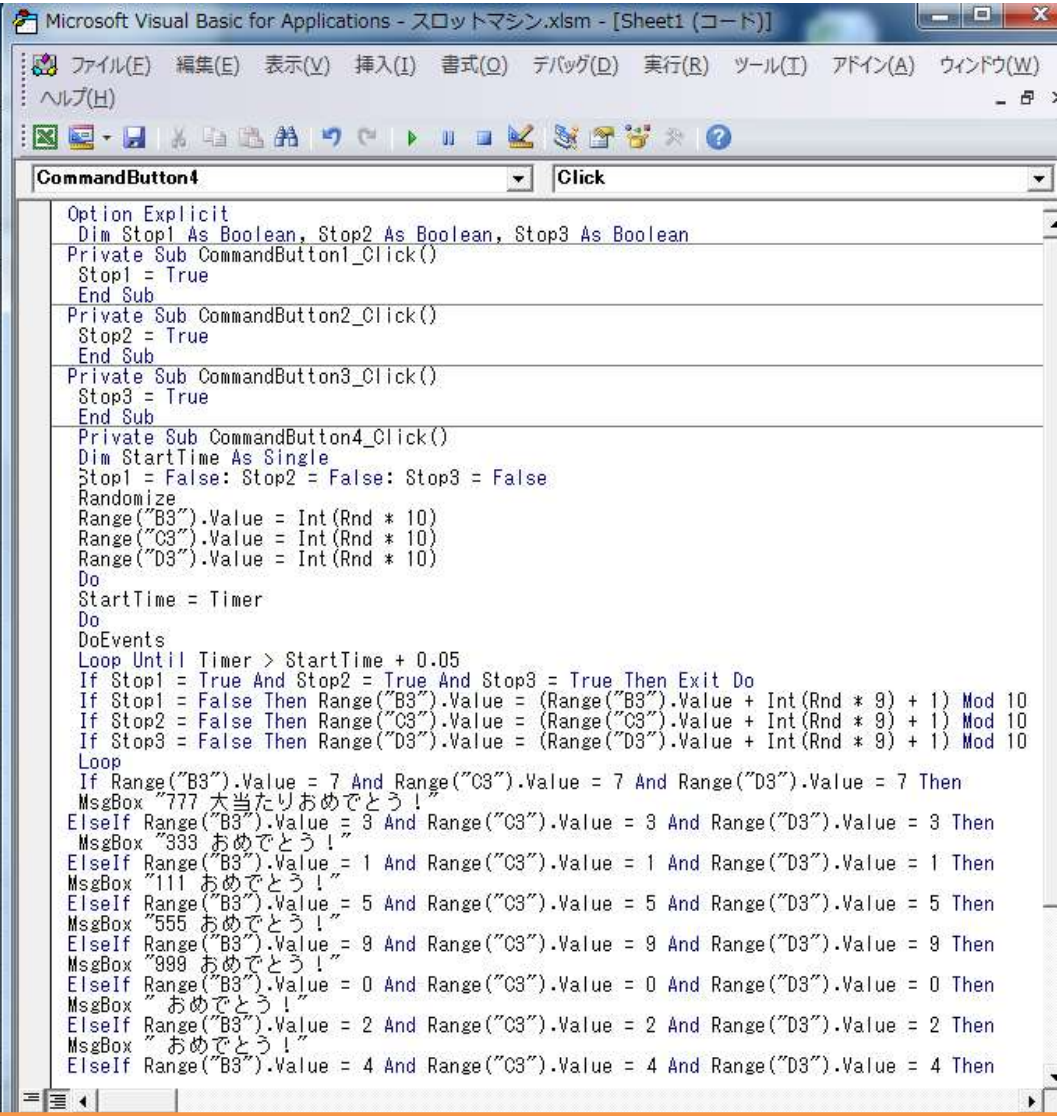 Microsoft Visual Basic for Applications - スロットマシン.xlsm - [Sheet1 (コード)]
ファイル(F) 編集(E) 表示(V) 挿入(I) 書式(O) デバッグ(D) 実行(R) ツール(T) アドイン(A) ウィンドウ(W)
ヘルプ(H)
CommandButton4 Click
Option Explicit
Dim Stop1 As Boolean, Stop2 As Boolean, Stop3 As Boolean
Private Sub CommandButton1_Click()
Stop1 = True
End Sub
Private Sub CommandButton2_Click()
Stop2 = True
End Sub
Private Sub CommandButton3_Click()
Stop3 = True
End Sub
Private Sub CommandButton4_Click()
Dim StartTime As Single
Stop1 = False: Stop2 = False: Stop3 = False
Randomize
Range("B3").Value = Int(Rnd * 10)
Range("C3").Value = Int(Rnd * 10)
Range("D3").Value = Int(Rnd * 10)
Do
StartTime = Timer
Do
DoEvents
Loop Until Timer > StartTime + 0.05
If Stop1 = True And Stop2 = True And Stop3 = True Then Exit Do
If Stop1 = False Then Range("B3").Value = (Range("B3").Value + Int(Rnd * 9) + 1) Mod 10
If Stop2 = False Then Range("C3").Value = (Range("C3").Value + Int(Rnd * 9) + 1) Mod 10
If Stop3 = False Then Range("D3").Value = (Range("D3").Value + Int(Rnd * 9) + 1) Mod 10
Loop
If Range("B3").Value = 7 And Range("C3").Value = 7 And Range("D3").Value = 7 Then
MsgBox "777 大当たりおめでとう！"
ElseIf Range("B3").Value = 3 And Range("C3").Value = 3 And Range("D3").Value = 3 Then
MsgBox "333 おめでとう！"
ElseIf Range("B3").Value = 1 And Range("C3").Value = 1 And Range("D3").Value = 1 Then
MsgBox "111 おめでとう！"
ElseIf Range("B3").Value = 5 And Range("C3").Value = 5 And Range("D3").Value = 5 Then
MsgBox "555 おめでとう！"
ElseIf Range("B3").Value = 9 And Range("C3").Value = 9 And Range("D3").Value = 9 Then
MsgBox "999 おめでとう！"
ElseIf Range("B3").Value = 0 And Range("C3").Value = 0 And Range("D3").Value = 0 Then
MsgBox " おめでとう！"
ElseIf Range("B3").Value = 2 And Range("C3").Value = 2 And Range("D3").Value = 2 Then
MsgBox " おめでとう！"
ElseIf Range("B3").Value = 4 And Range("C3").Value = 4 And Range("D3").Value = 4 Then